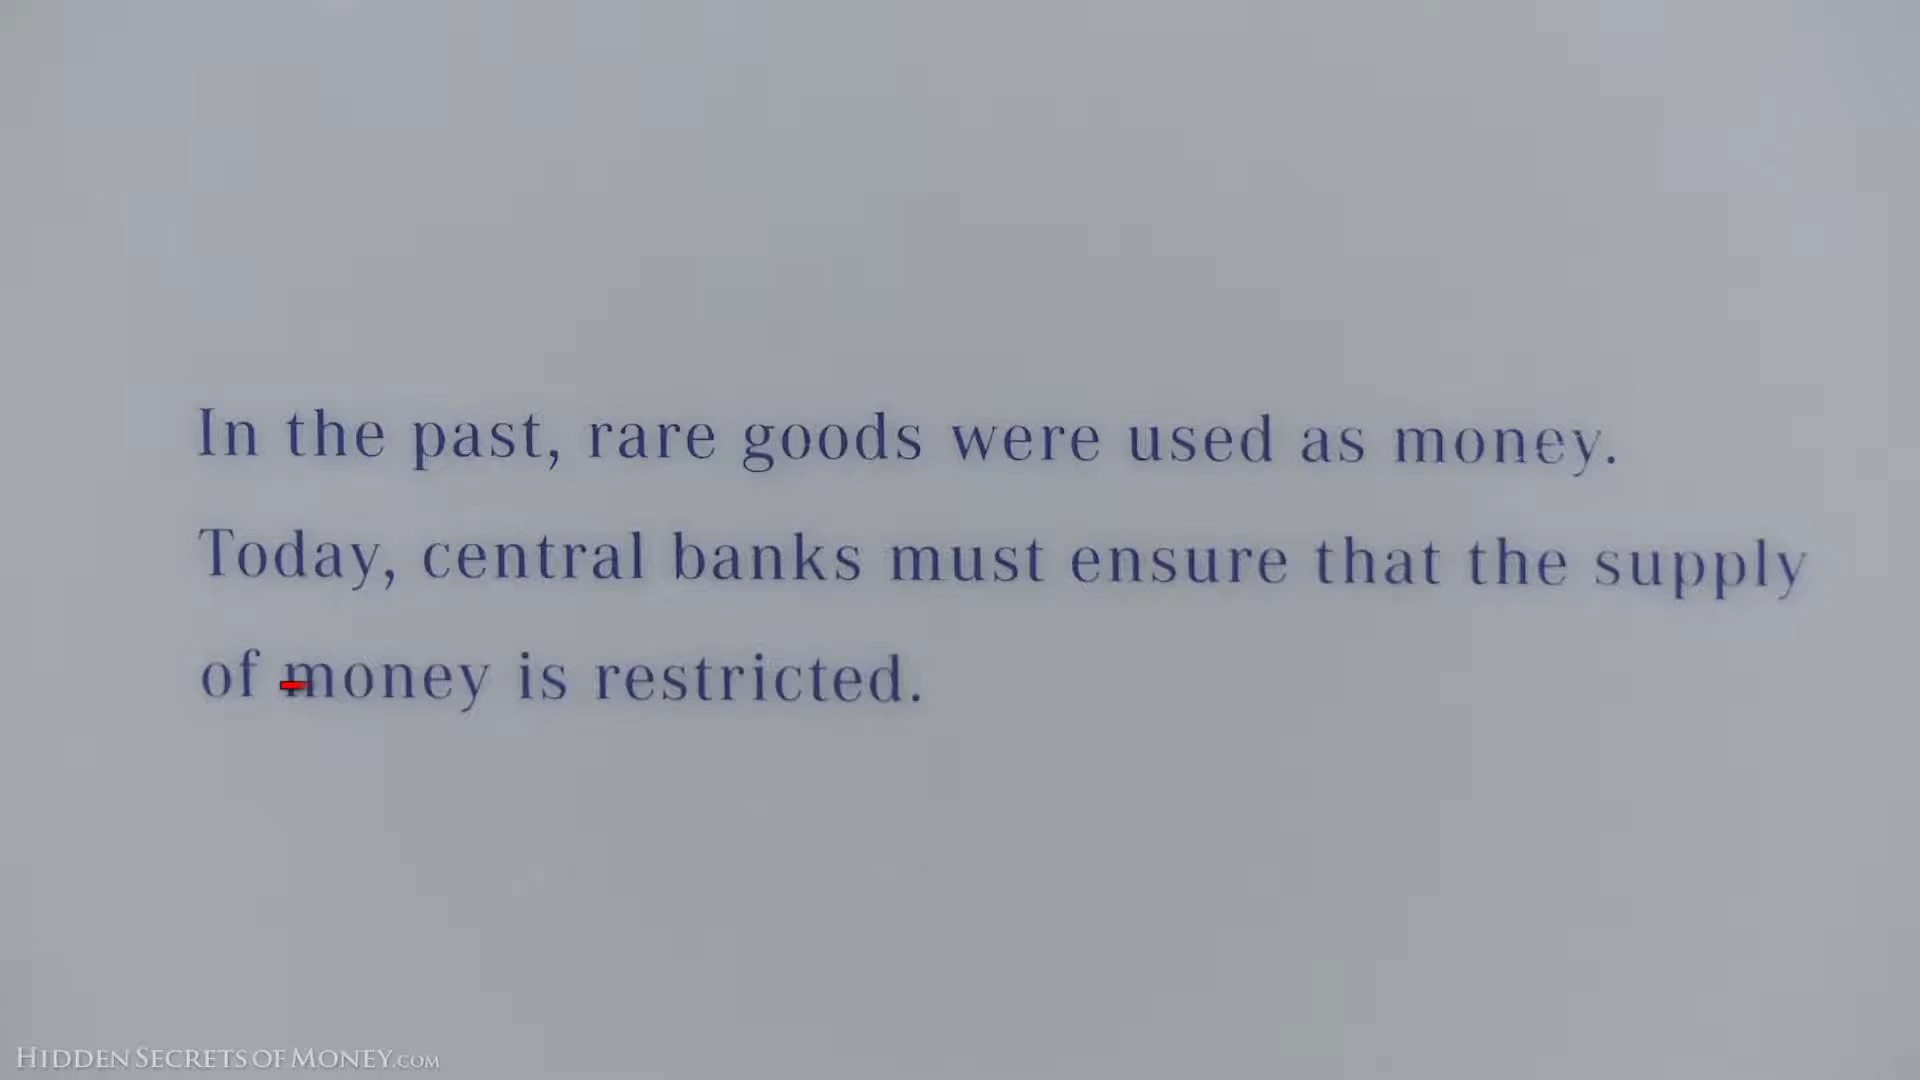 In the past, rare goods were used as money.
Today, central banks must ensure that the supply
of money is restricted.
HIDDEN SECRETS OF MONEY.COM